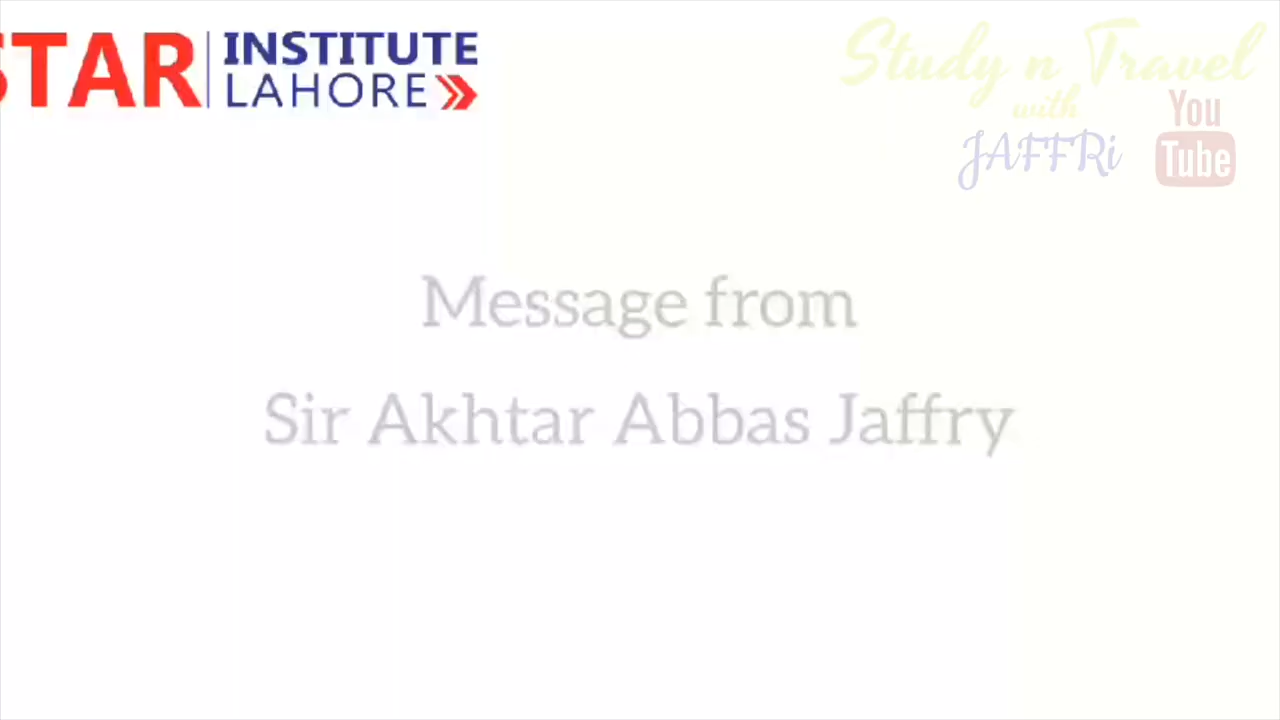 STAR INSTITUTE
LAHORE
Study n Travel
with
JAFFRi
You
Tube
Message from
Sir Akhtar Abbas Jaffry